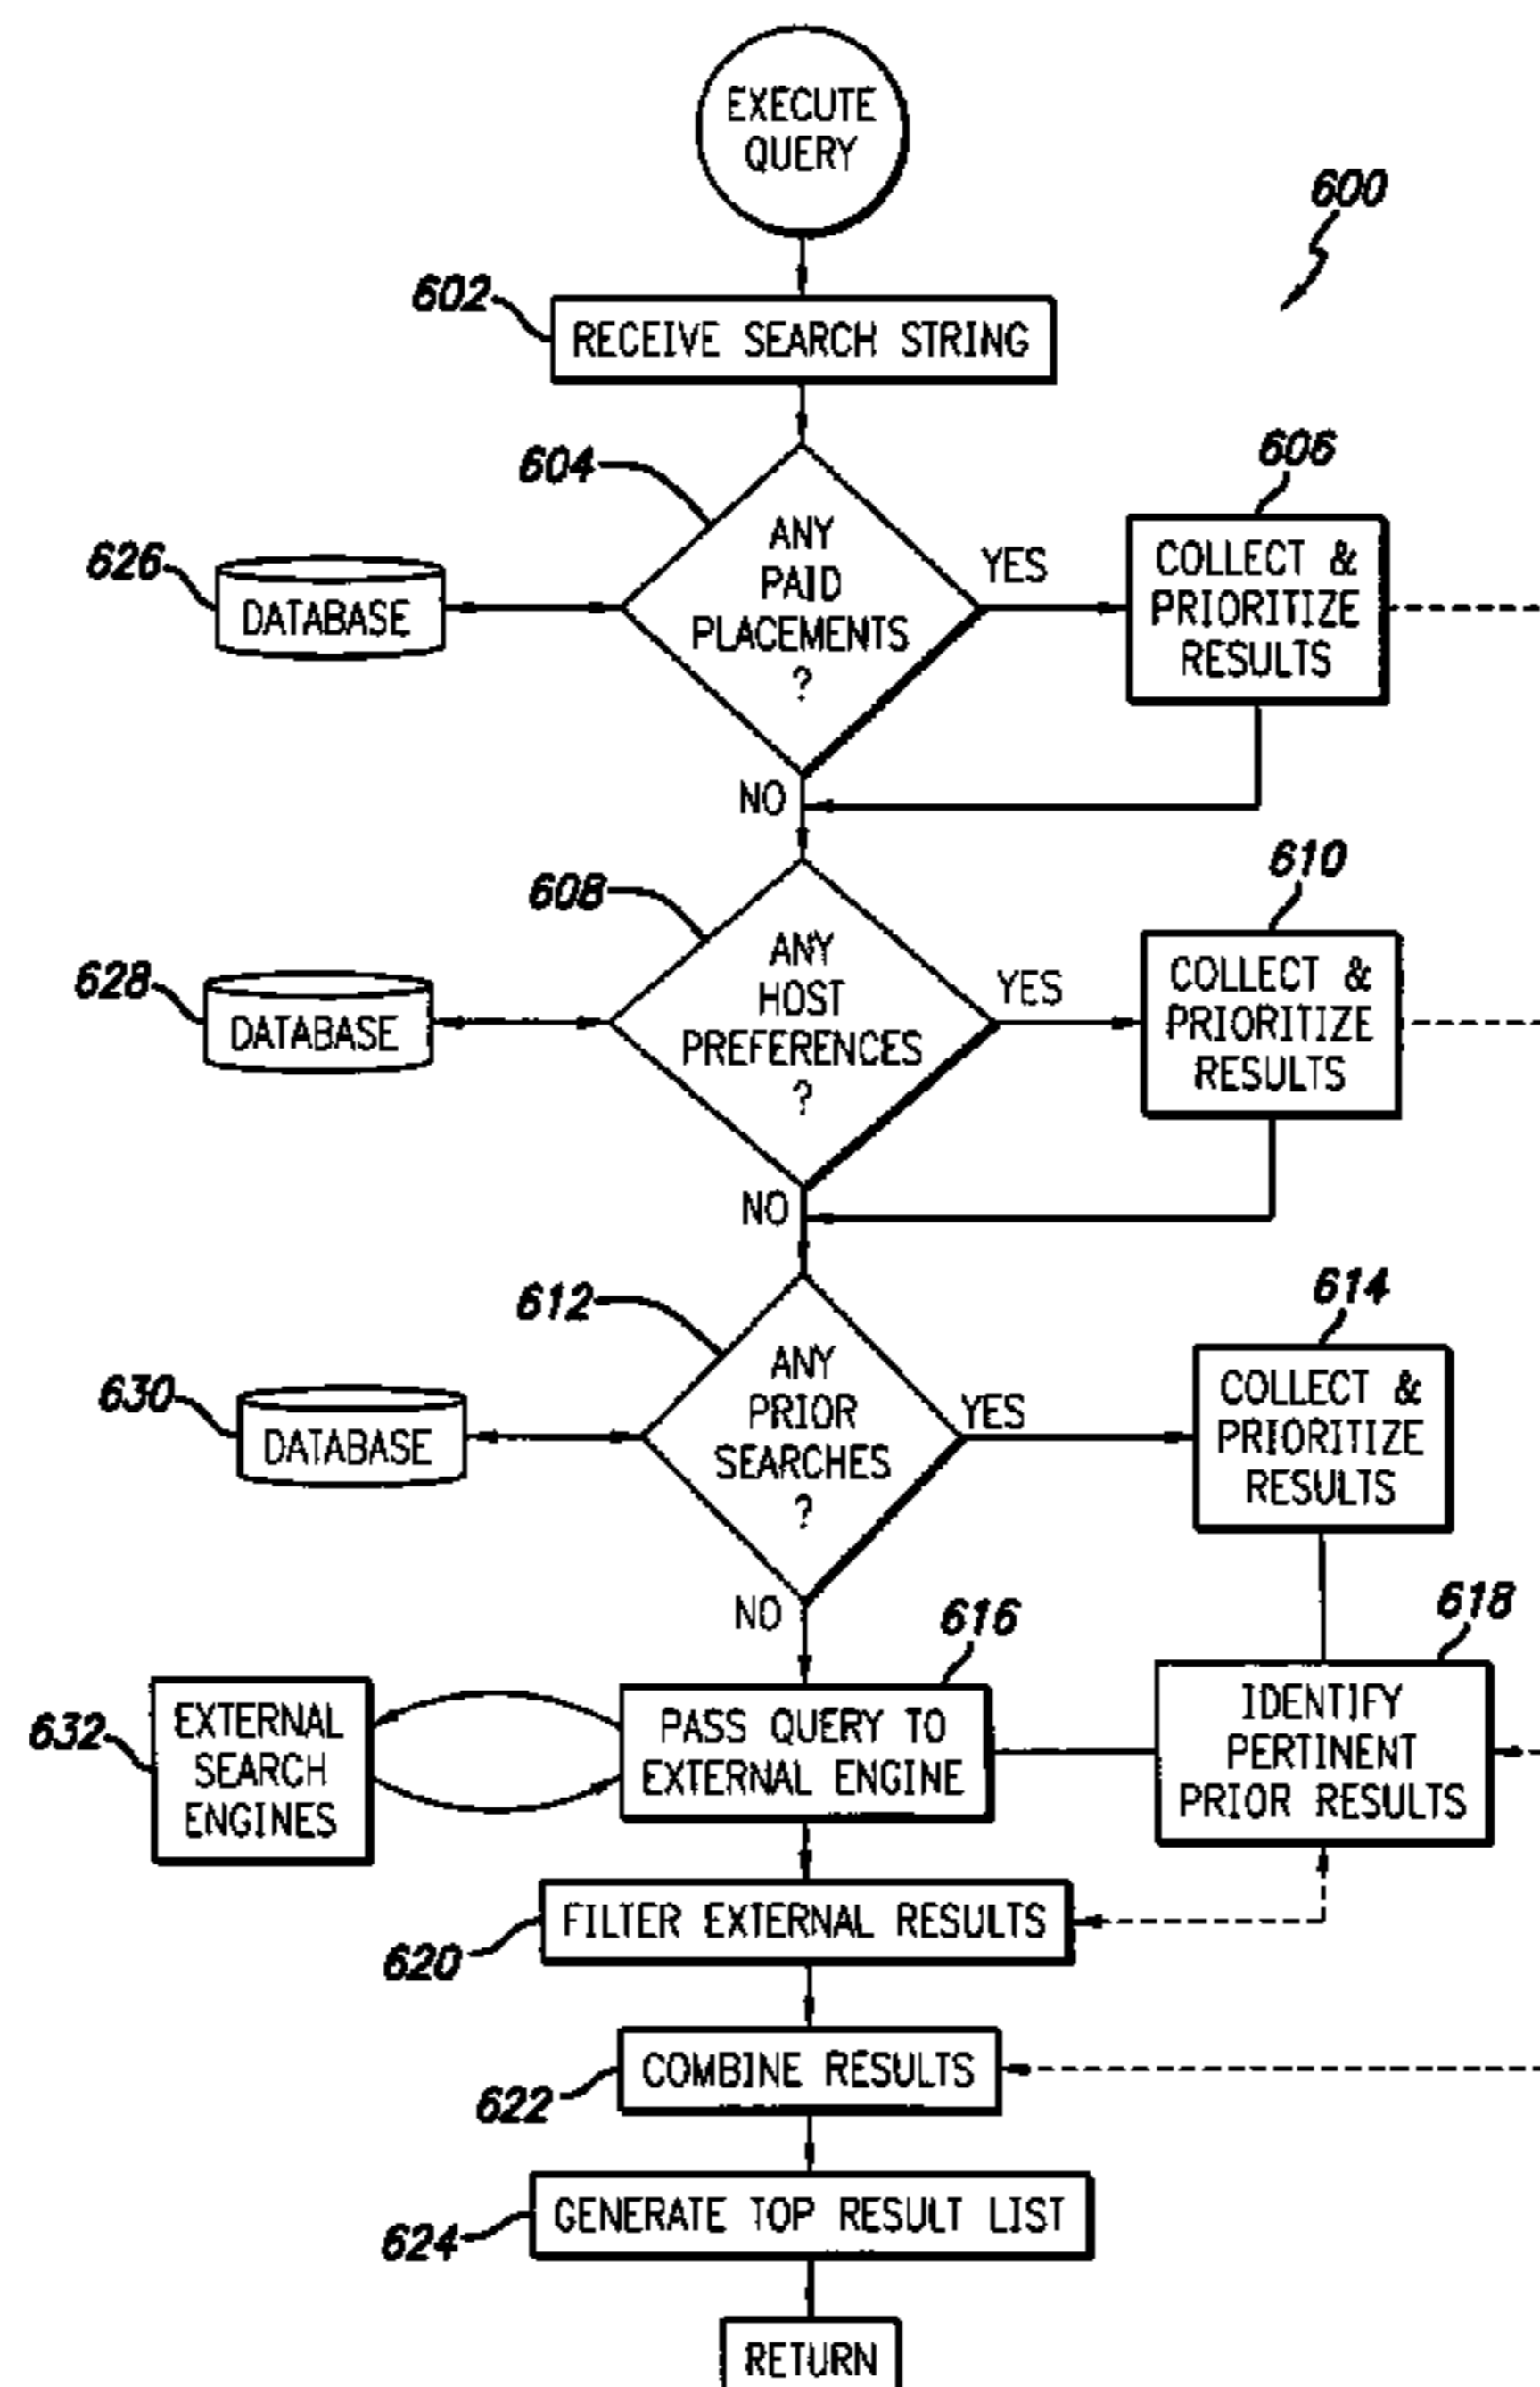 EXECUTE
QUERY
600
602
RECEIVE SEARCH STRING
604
606
626
DATABASE
ANY
PAID
PLACEMENTS
?
YES
COLLECT &
PRIORITIZE
RESULTS
NO
608
610
628
DATABASE
ANY
HOST
PREFERENCES
?
YES
COLLECT &
PRIORITIZE
RESULTS
NO
612
614
630
DATABASE
ANY
PRIOR
SEARCHES
?
YES
COLLECT &
PRIORITIZE
RESULTS
NO
616
618
632
EXTERNAL
SEARCH
ENGINES
PASS QUERY TO
EXTERNAL ENGINE
IDENTIFY
PERTINENT
PRIOR RESULTS
620
FILTER EXTERNAL RESULTS
622
COMBINE RESULTS
624
GENERATE TOP RESULT LIST
RETURN